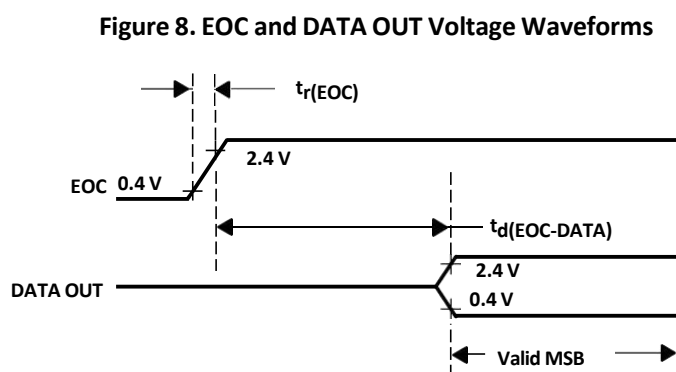 Figure 8. EOC and DATA OUT Voltage Waveforms
tr(EOC)
2.4 V
EOC 0.4 V
td(EOC-DATA)
2.4 V
DATA OUT
0.4 V
Valid MSB